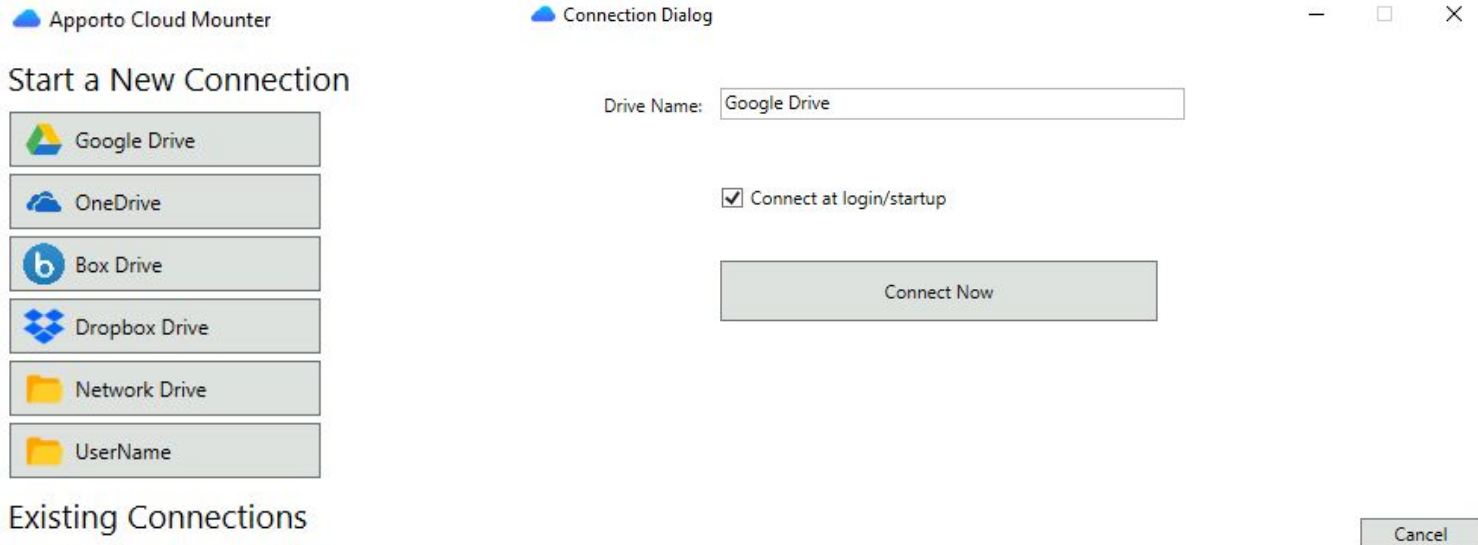 Apporto Cloud Mounter
Start a New Connection
Google Drive
OneDrive
b
Box Drive
Dropbox Drive
Network Drive
UserName
Existing Connections
Connection Dialog
Drive Name:
Google Drive
Connect at login/startup
Connect Now
Cancel